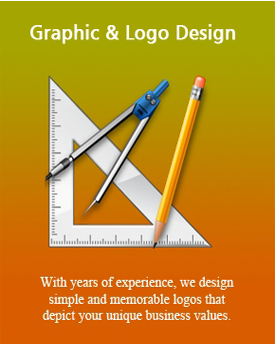 Graphic & Logo Design
With years of experience, we design
simple and memorable logos that
depict your unique business values.